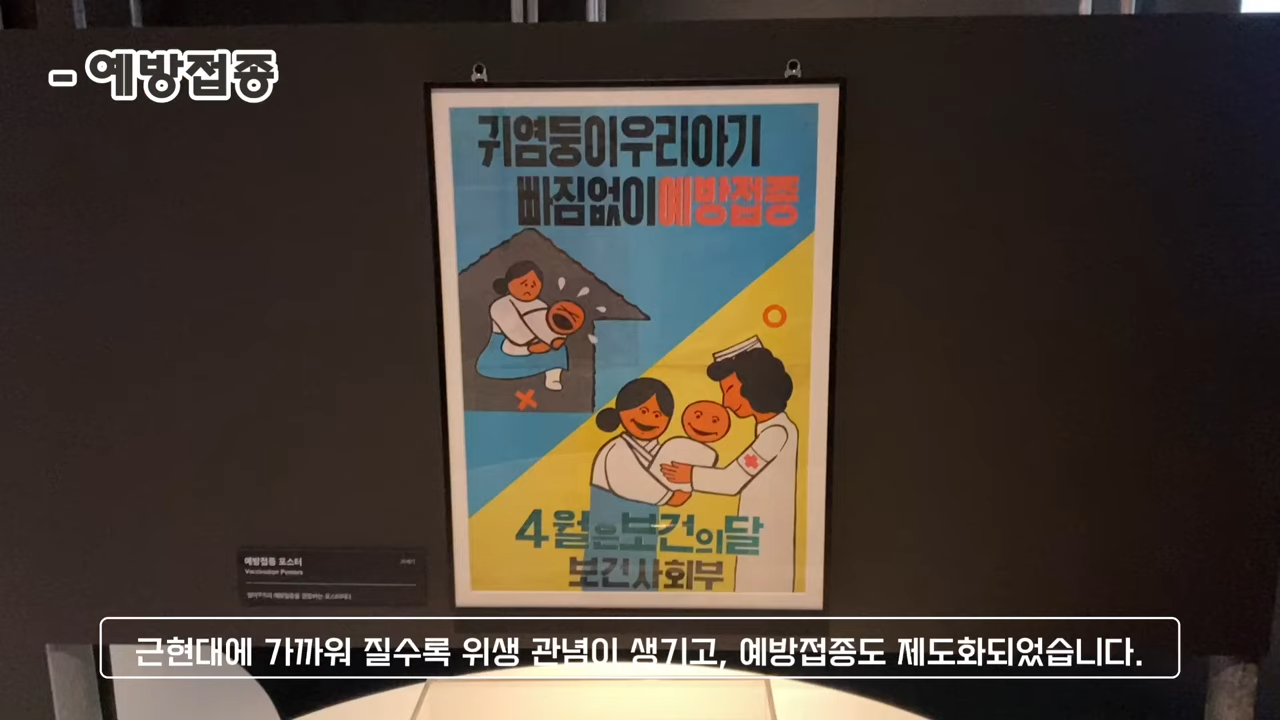 - 예방접종
귀염둥이우리아기
빠짐없이예방접종
4월은보건의달
보건사회부
예방접종 포스터
Vaccination Posters
근현대에 가까워 질수록 위생 관념이 생기고, 예방접종도 제도화되었습니다.